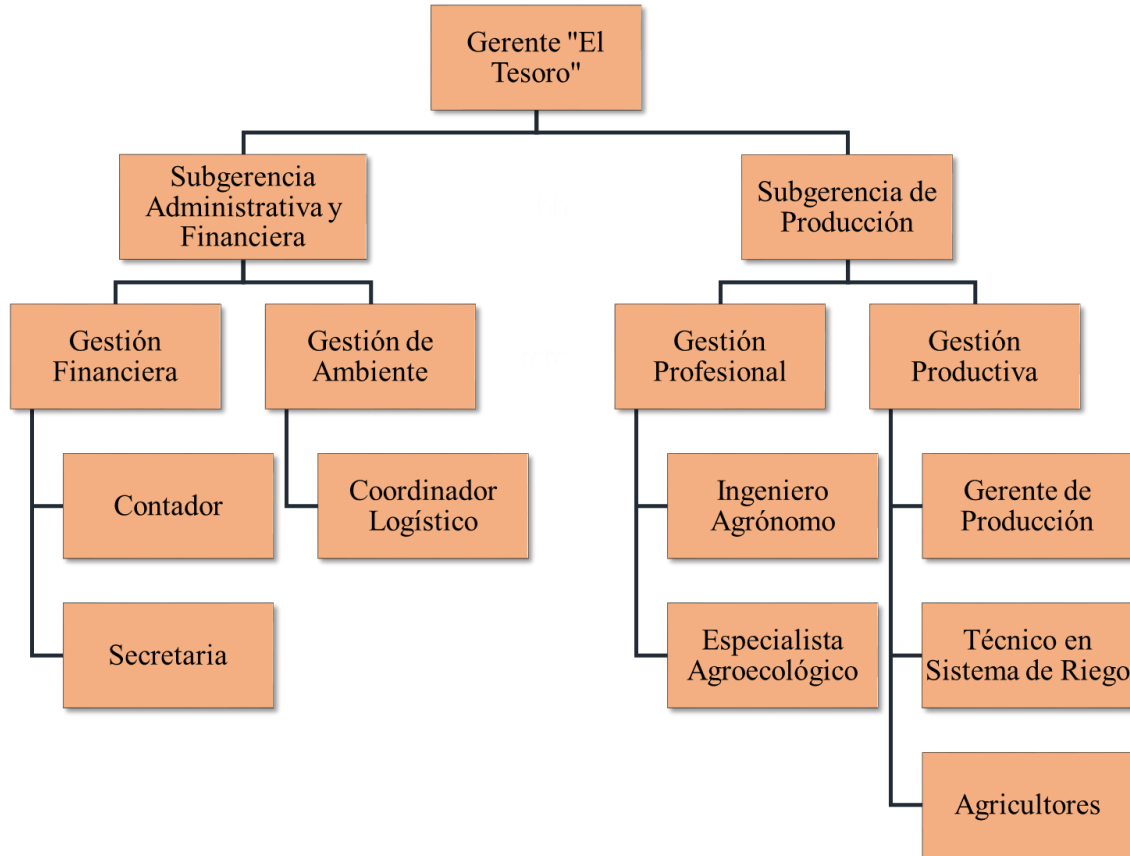 Gerente "El
Tesoro"
Subgerencia
Administrativa y
Financiera
Subgerencia de
Producción
Gestión
Financiera
Gestión de
Ambiente
Gestión
Profesional
Gestión
Productiva
Contador
Coordinador
Logístico
Ingeniero
Agrónomo
Gerente de
Producción
Secretaria
Especialista
Agroecológico
Técnico en
Sistema de Riego
Agricultores